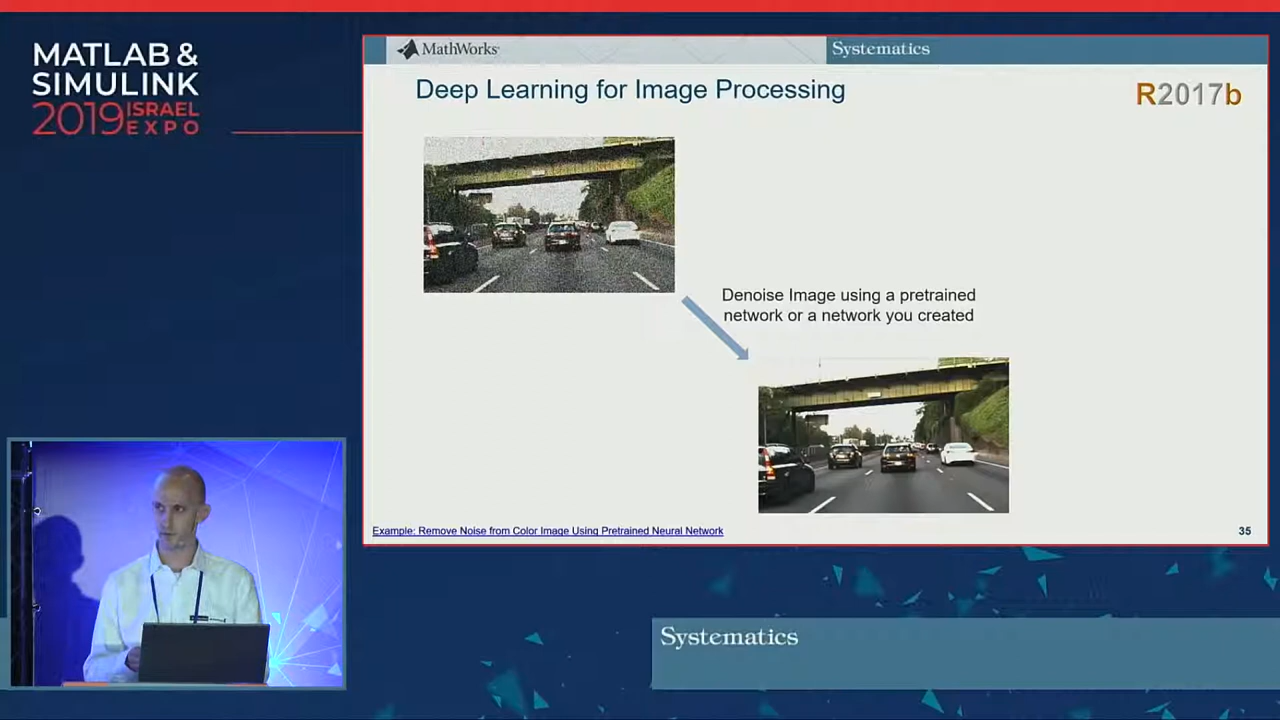 MATLAB &
SIMULINK
2019 ISRAEL
EXPO
MathWorks
Systematics
Deep Learning for Image Processing
R2017b
Denoise Image using a pretrained
network or a network you created
Example: Remove Noise from Color Image Using Pretrained Neural Network
35
Systematics